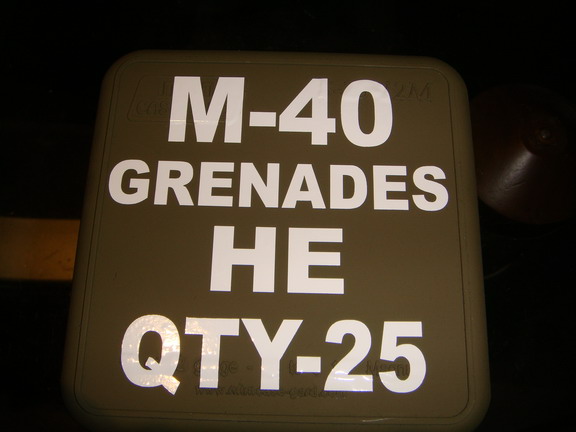 M-40
GRENADES
HE
QTY-25